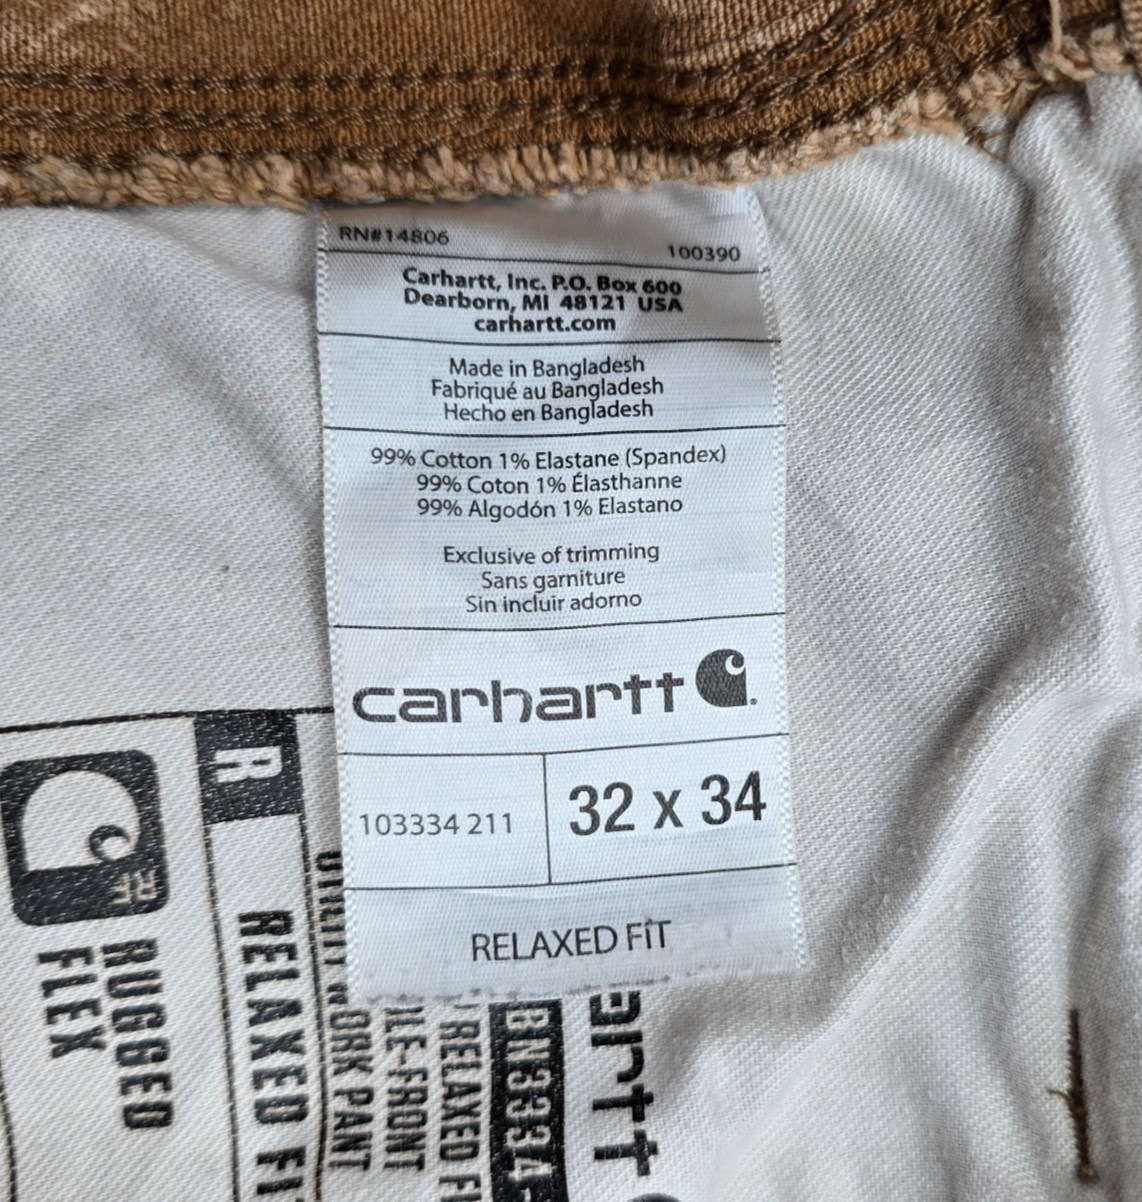 RN#14806
100390
Carhartt, Inc. P.O. Box 600
Dearborn, MI 48121 USA
carhartt.com
Made in Bangladesh
Fabriqué au Bangladesh
Hecho en Bangladesh
99% Cotton 1% Elastane (Spandex)
99% Coton 1% Élasthanne
99% Algodón 1% Elastano
Exclusive of trimming
Sans garniture
Sin incluir adorno
carhartt
103334 211
32 x 34
RELAXED FIT
R
RELAXED FIT
RF
RUGGED
FLEX
UTILITY WORK PANT
RELAXED